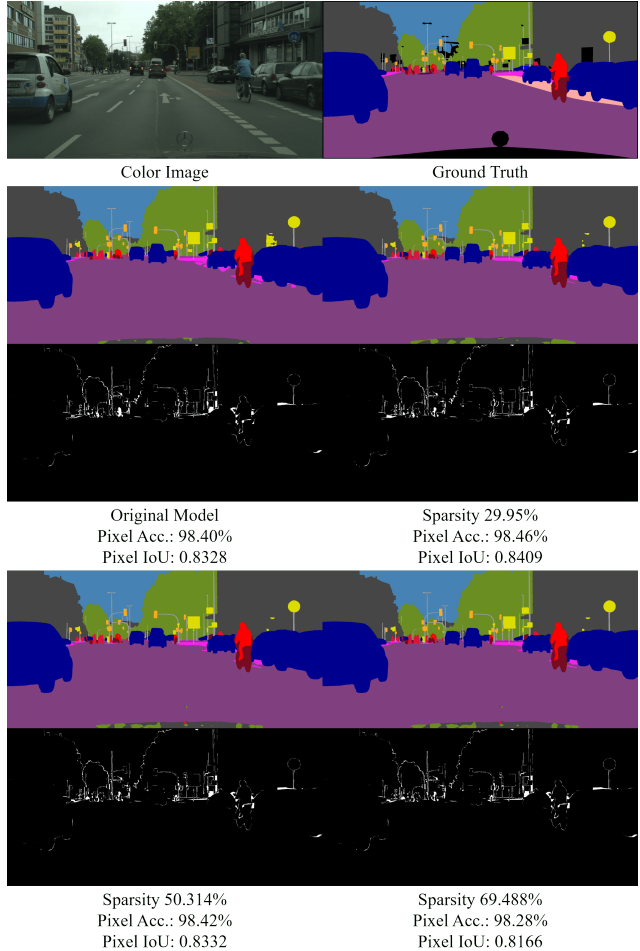 Color Image
Ground Truth
Original Model
Pixel Acc.: 98.40%
Pixel IoU: 0.8328
Sparsity 29.95%
Pixel Acc.: 98.46%
Pixel IoU: 0.8409
Sparsity 50.314%
Pixel Acc.: 98.42%
Pixel IoU: 0.8332
Sparsity 69.488%
Pixel Acc.: 98.28%
Pixel IoU: 0.8166